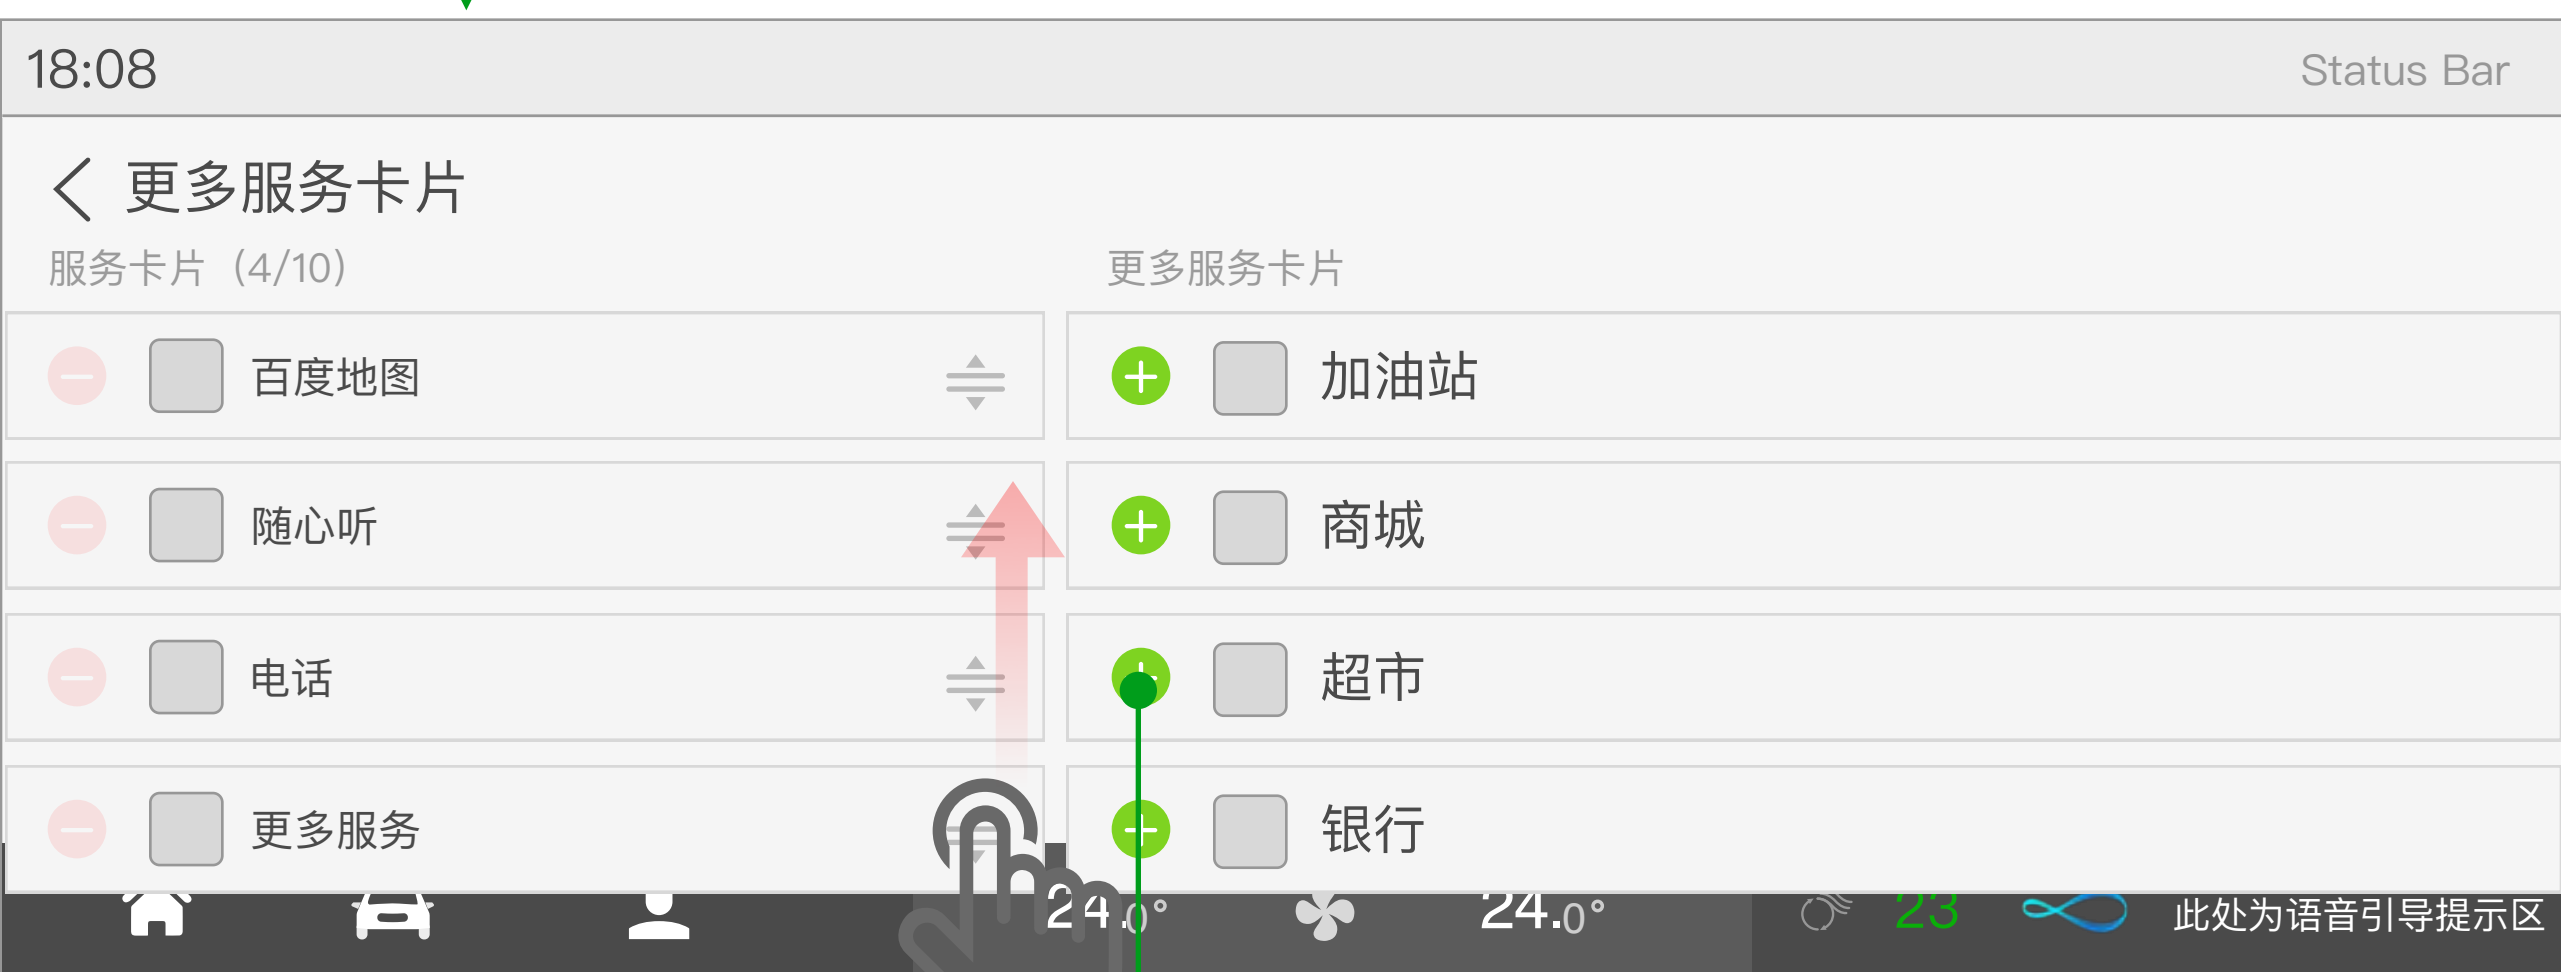 18:08
Status Bar
更多服务卡片
服务卡片（4/10）
更多服务卡片
百度地图
加油站
随心听
商城
电话
超市
更多服务
银行
24.0°
24.0°
23
此处为语音引导提示区